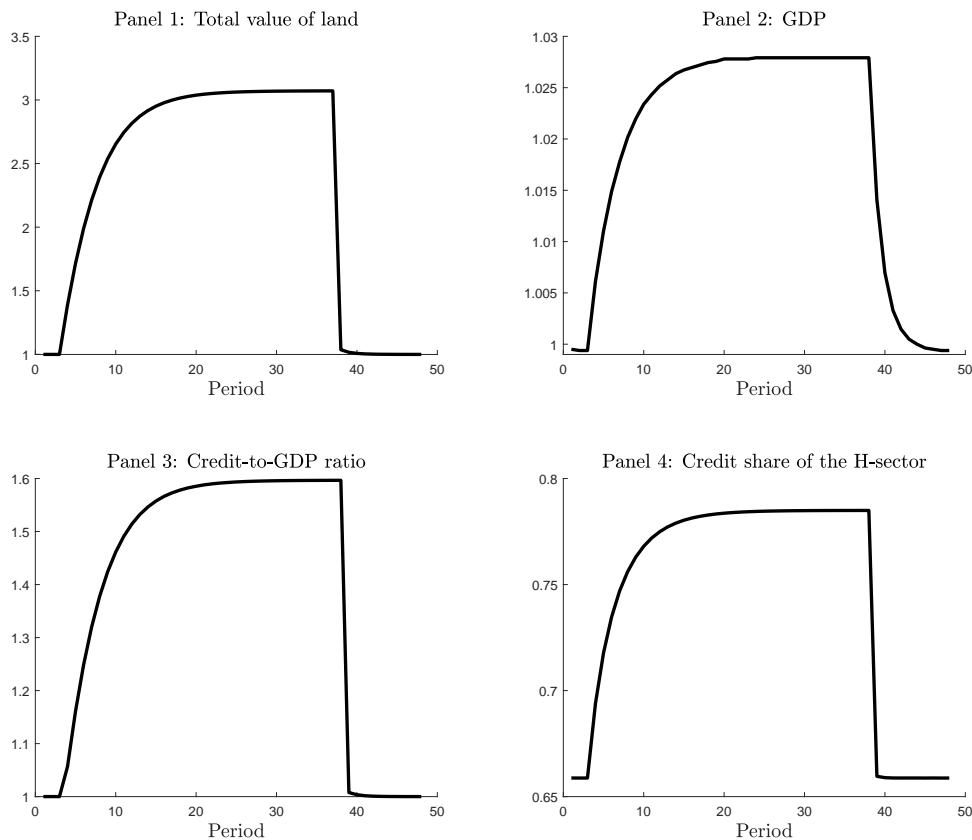 Panel 1: Total value of land
3.5
3
2.5
2
1.5
1
0 10 20 30 40 50
Period
Panel 2: GDP
1.03
1.025
1.02
1.015
1.01
1.005
1
0 10 20 30 40 50
Period
Panel 3: Credit-to-GDP ratio
1.6
1.5
1.4
1.3
1.2
1.1
1
0 10 20 30 40 50
Period
Panel 4: Credit share of the H-sector
0.8
0.75
0.7
0.65
0 10 20 30 40 50
Period